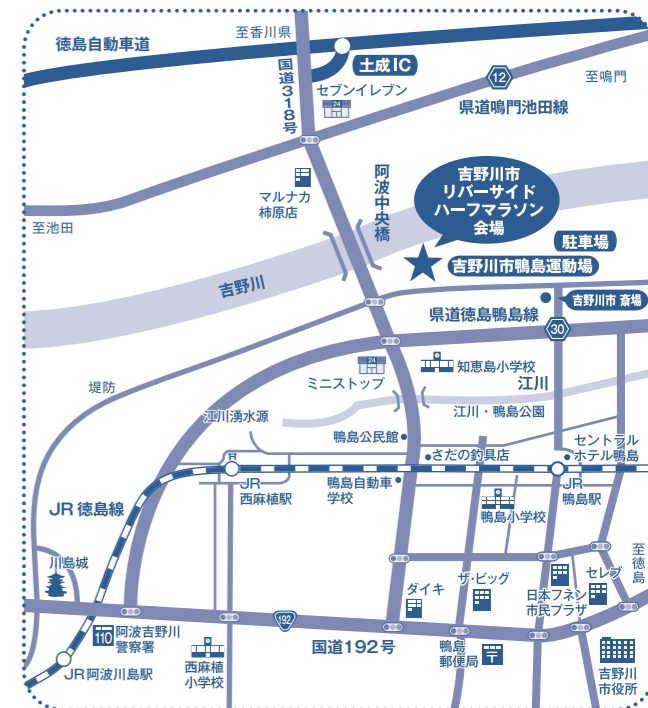 徳島自動車道
至香川県
国道318号
土成IC
セブンイレブン
24
12
至鳴門
県道鳴門池田線
マルナカ
柿原店
阿波中央橋
吉野川市
リバーサイド
ハーフマラソン
会場
駐車場
吉野川市鴨島運動場
至池田
吉野川
吉野川市 斎場
県道徳島鴨島線
30
24
ミニストップ
知恵島小学校
江川
堤防
江川湧水源
江川・鴨島公園
鴨島公民館
さだの釣具店
セントラル
ホテル鴨島
JR
西麻植駅
鴨島自動車
学校
JR
鴨島駅
JR徳島線
鴨島小学校
至徳島
川島城
ダイキ
ザ・ビッグ
日本フネン
市民プラザ
セレブ
192
国道192号
110
阿波吉野川
警察署
西麻植
小学校
鴨島
郵便局
吉野川
市役所
JR阿波川島駅